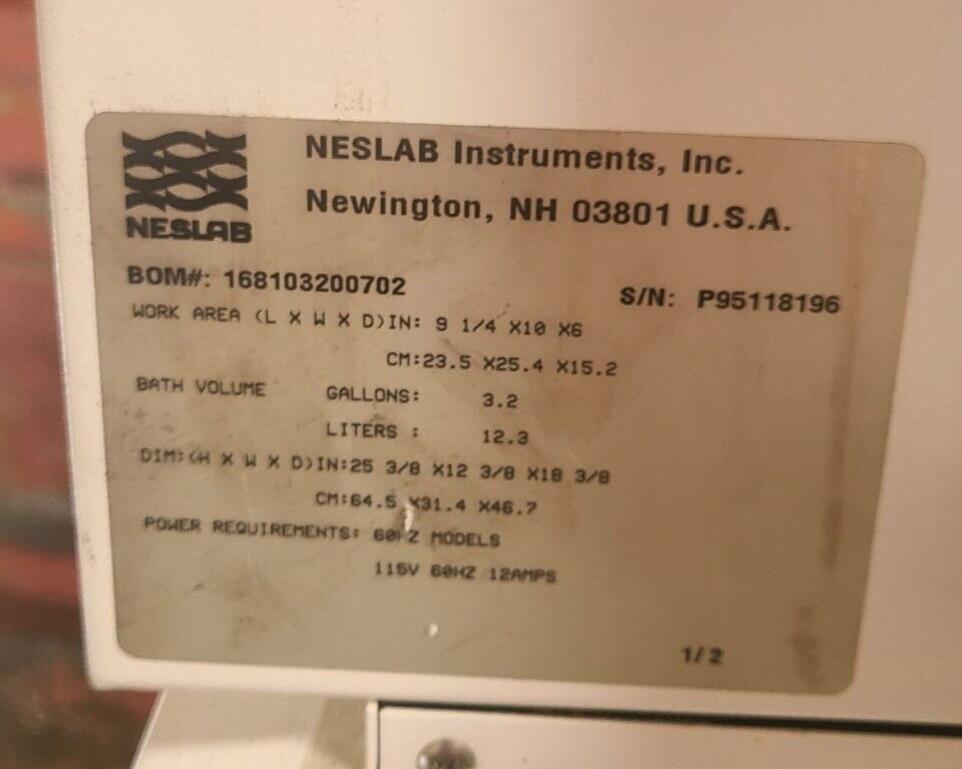 NESLAB Instruments, Inc.
Newington, NH 03801 U.S.A.
NESLAB
BOM#: 168103200702
S/N: P95118196
WORK AREA (L X W X D)IN: 9 1/4 X10 X6
CM:23.5 X25.4 X15.2
BATH VOLUME GALLONS: 3.2
LITERS : 12.3
DIM:(H X W X D)IN:25 3/8 X12 3/8 X18 3/8
CM:64.5 X31.4 X46.7
POWER REQUIREMENTS: 60HZ MODELS
115V 60HZ 12AMPS
1/2